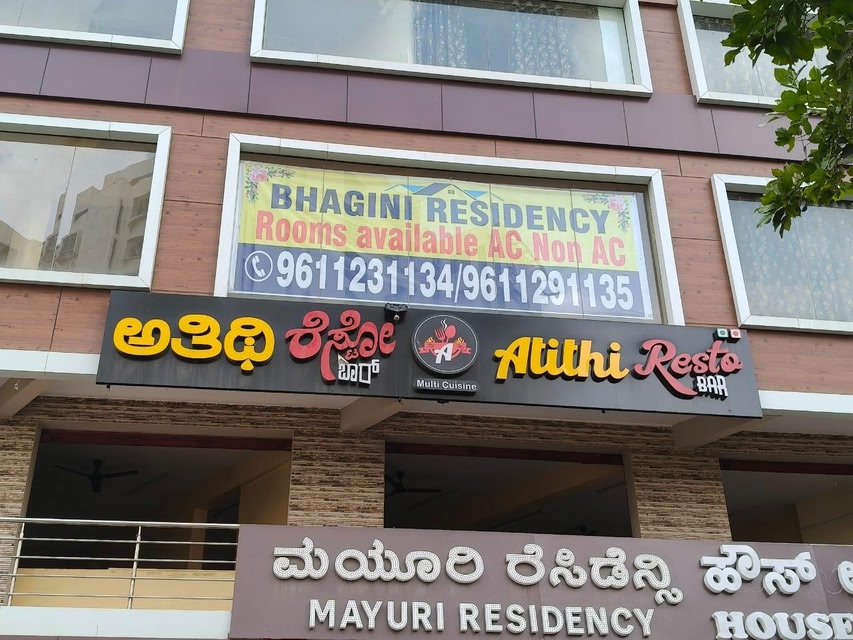 BHAGINI RESIDENCY
Rooms available AC Non AC
9611231134/9611291135
ಅತಿಥಿ ರೆಸ್ಟೋ ಬಾರ್
A
Multi Cuisine
Atithi Resto BAR
ಮಯೂರಿ ರೆಸಿಡೆನ್ಸಿ ಹೌಸ್
MAYURI RESIDENCY HOUSE